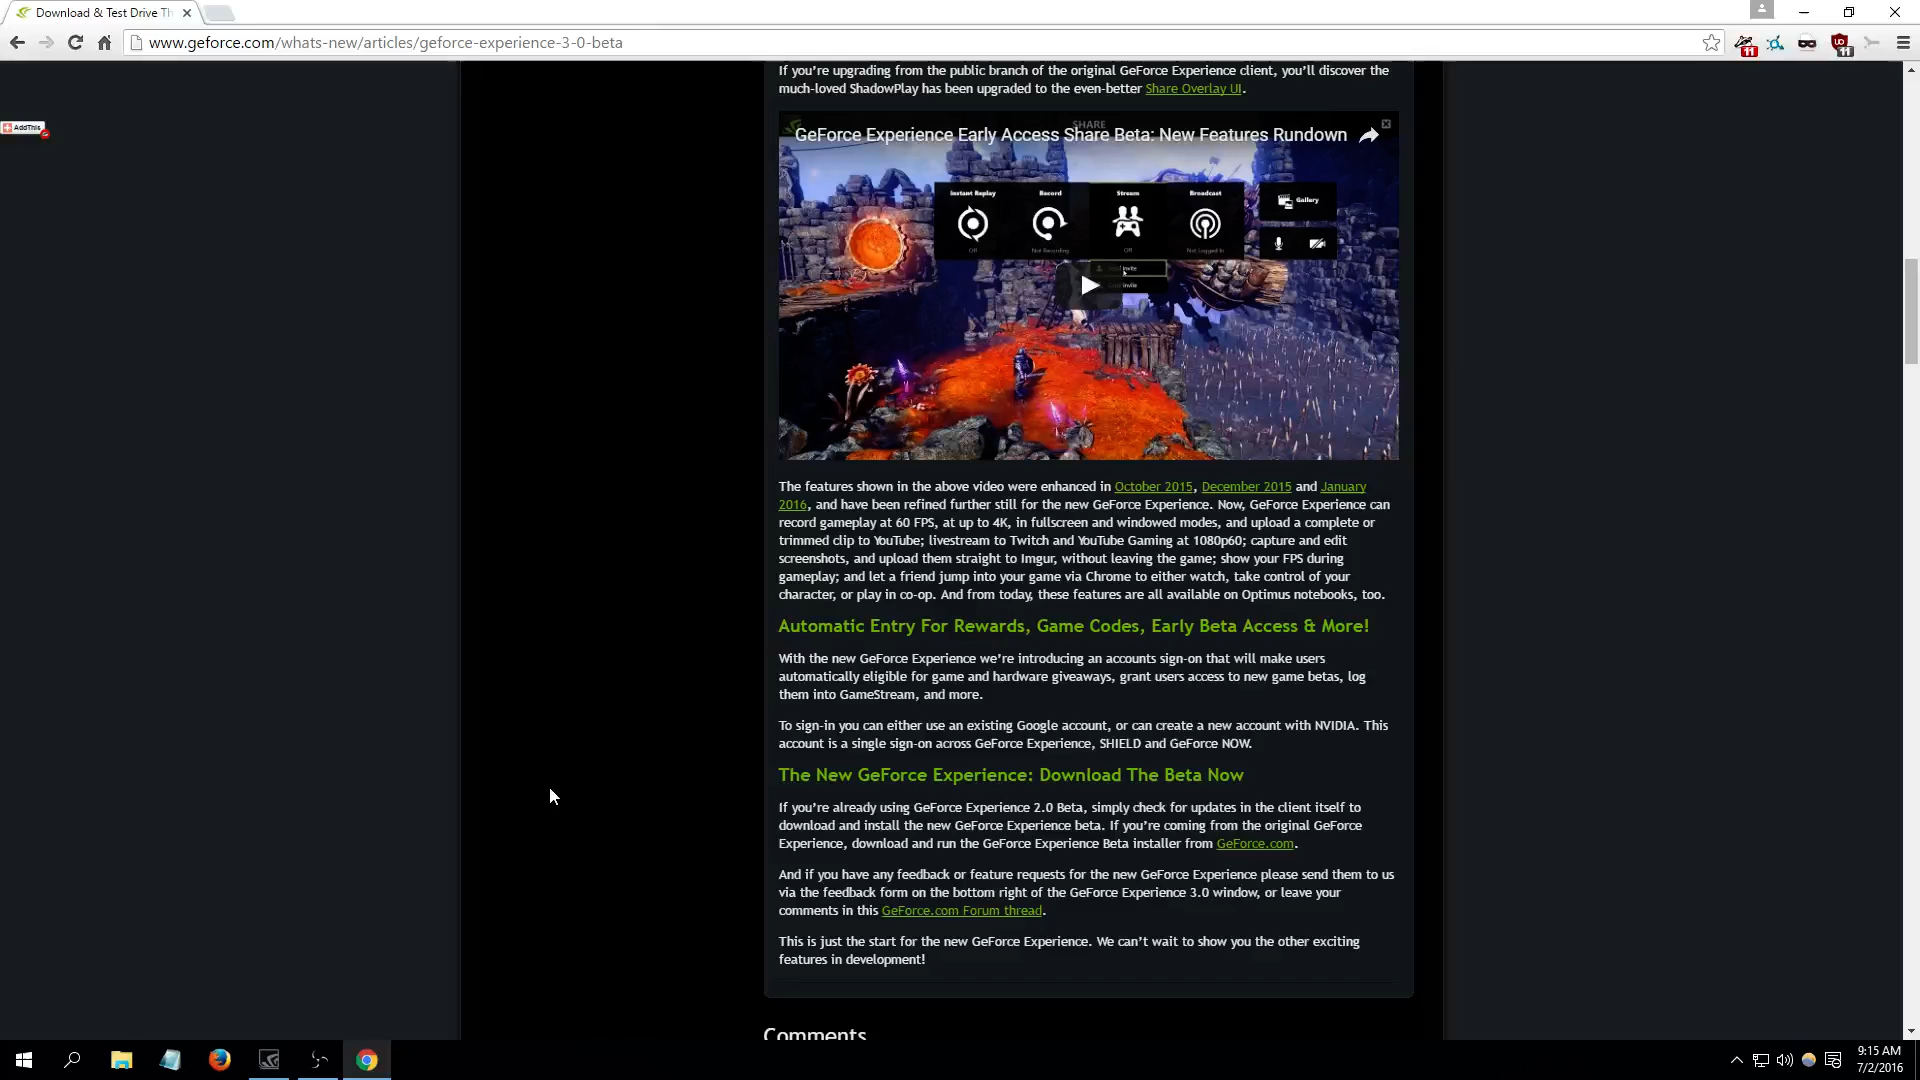 Download & Test Drive Th
www.geforce.com/whats-new/articles/geforce-experience-3-0-beta
11
11
AddThis
If you're upgrading from the public branch of the original GeForce Experience client, you'll discover the
much-loved ShadowPlay has been upgraded to the even-better Share Overlay UI.
SHARE
GeForce Experience Early Access Share Beta: New Features Rundown
Instant Replay
Record
Stream
Broadcast
Gallery
Off
Not Recording
Off
Not Logged In
Invite
Invite
The features shown in the above video were enhanced in October 2015, December 2015 and January
2016, and have been refined further still for the new GeForce Experience. Now, GeForce Experience can
record gameplay at 60 FPS, at up to 4K, in fullscreen and windowed modes, and upload a complete or
trimmed clip to YouTube; livestream to Twitch and YouTube Gaming at 1080p60; capture and edit
screenshots, and upload them straight to Imgur, without leaving the game; show your FPS during
gameplay; and let a friend jump into your game via Chrome to either watch, take control of your
character, or play in co-op. And from today, these features are all available on Optimus notebooks, too.
Automatic Entry For Rewards, Game Codes, Early Beta Access & More!
With the new GeForce Experience we're introducing an accounts sign-on that will make users
automatically eligible for game and hardware giveaways, grant users access to new game betas, log
them into GameStream, and more.
To sign-in you can either use an existing Google account, or can create a new account with NVIDIA. This
account is a single sign-on across GeForce Experience, SHIELD and GeForce NOW.
The New GeForce Experience: Download The Beta Now
If you're already using GeForce Experience 2.0 Beta, simply check for updates in the client itself to
download and install the new GeForce Experience beta. If you're coming from the original GeForce
Experience, download and run the GeForce Experience Beta installer from GeForce.com.
And if you have any feedback or feature requests for the new GeForce Experience please send them to us
via the feedback form on the bottom right of the GeForce Experience 3.0 window, or leave your
comments in this GeForce.com Forum thread.
This is just the start for the new GeForce Experience. We can't wait to show you the other exciting
features in development!
Comments
9:15 AM
7/2/2016